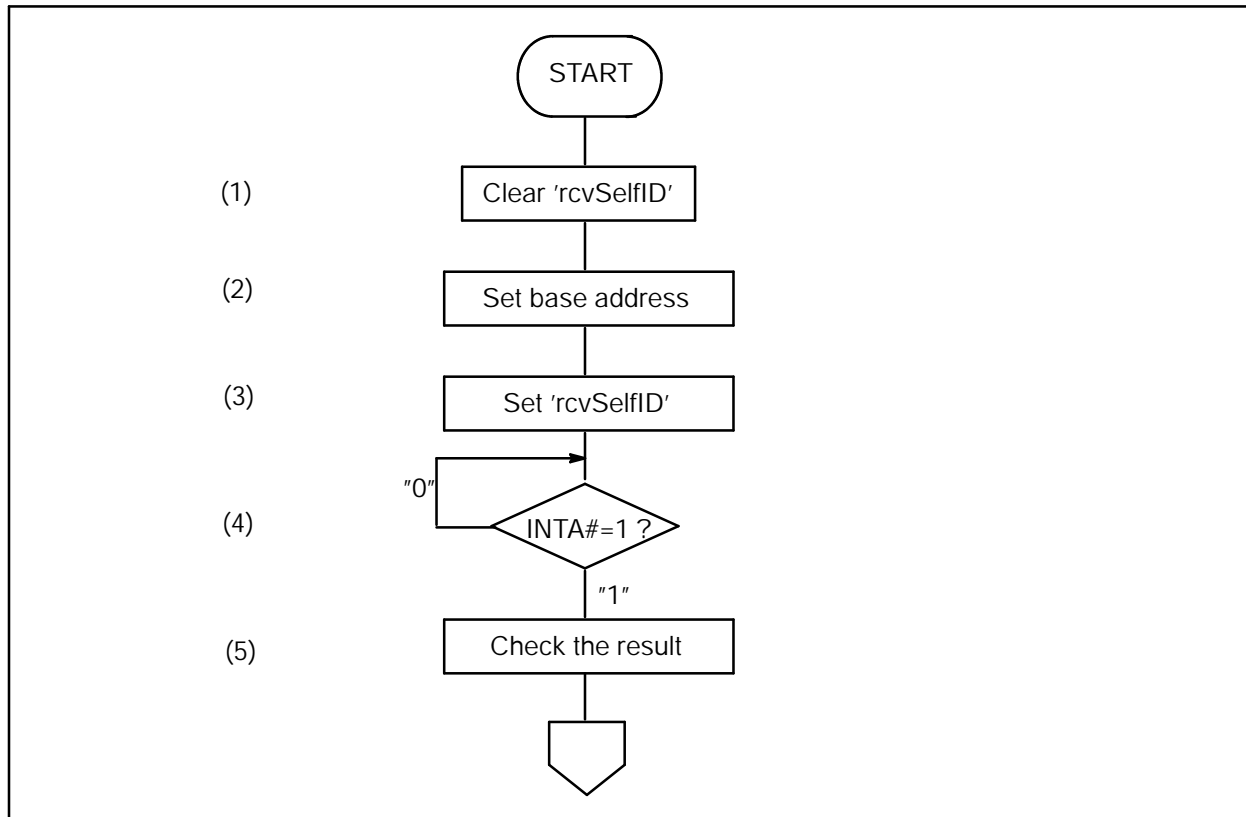 START
(1)
Clear 'rcvSelfID'
(2)
Set base address
(3)
Set 'rcvSelfID'
"0"
(4)
INTA#=1 ?
"1"
(5)
Check the result